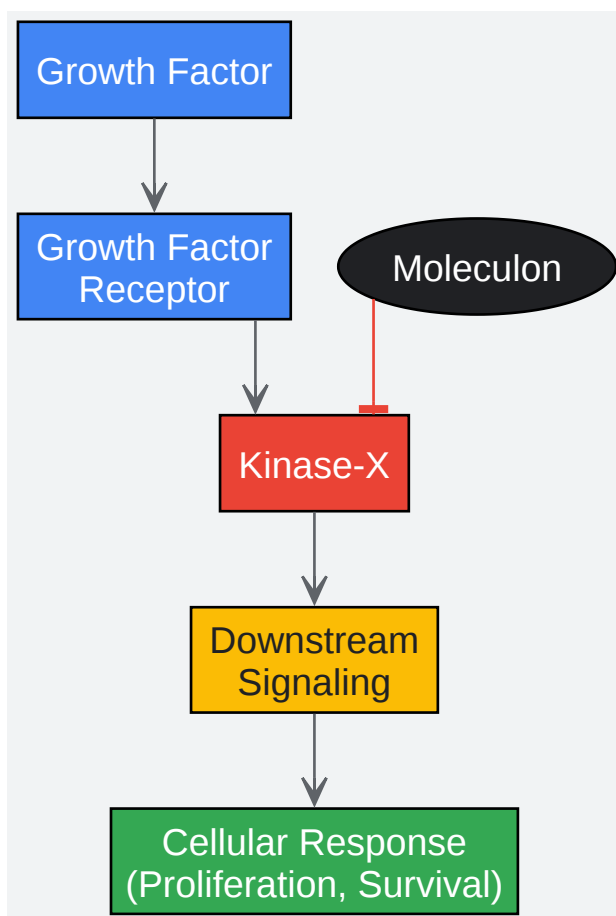 Growth Factor
Growth Factor
Receptor
Moleculon
Kinase-X
Downstream
Signaling
Cellular Response
(Proliferation, Survival)